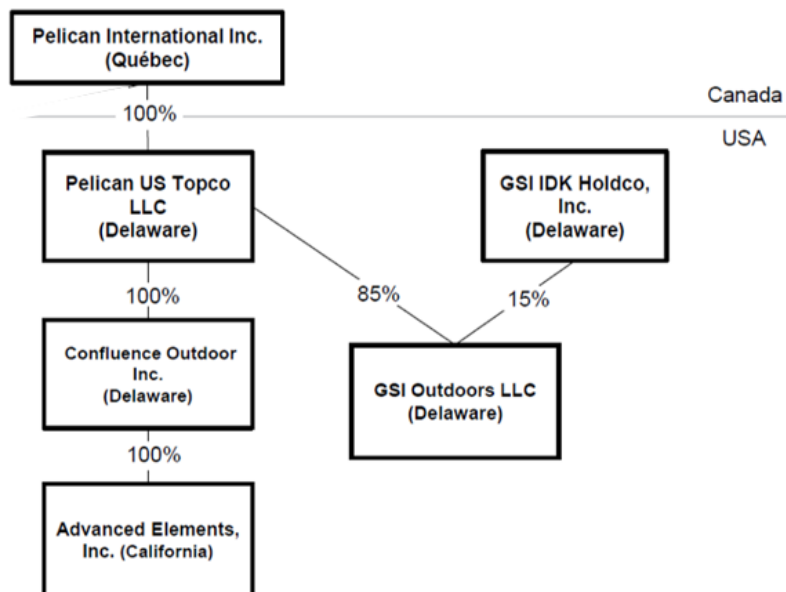 Pelican International Inc.
(Québec)
100%
Canada
USA
Pelican US Topco
LLC
(Delaware)
GSI IDK Holdco,
Inc.
(Delaware)
100%
85%
15%
Confluence Outdoor
Inc.
(Delaware)
GSI Outdoors LLC
(Delaware)
100%
Advanced Elements,
Inc. (California)